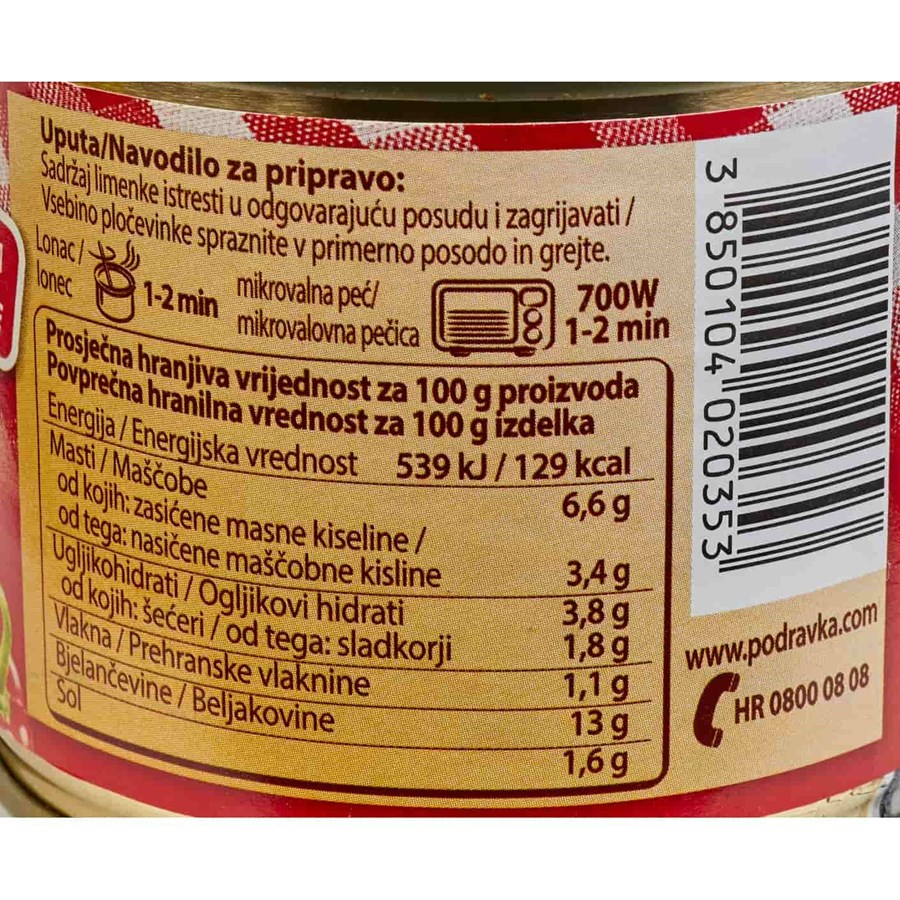 Uputa/Navodilo za pripravo:
Sadržaj limenke istresti u odgovarajuću posudu i zagrijavati /
Vsebino pločevinke spraznite v primerno posodo in grejte.
Lonac /
lonec
1-2 min
mikrovalna peć/
mikrovalovna pečica
700W
1-2 min
Prosječna hranjiva vrijednost za 100 g proizvoda
Povprečna hranilna vrednost za 100 g izdelka
Energija / Energijska vrednost 539 kJ / 129 kcal
Masti / Maščobe 6,6 g
od kojih: zasićene masne kiseline /
od tega: nasičene maščobne kisline 3,4 g
Ugljikohidrati / Ogljikovi hidrati 3,8 g
od kojih: šećeri / od tega: sladkorji 1,8 g
Vlakna / Prehranske vlaknine 1,1 g
Bjelančevine / Beljakovine 13 g
Sol 1,6 g
3 850104 020353
www.podravka.com
HR 0800 08 08